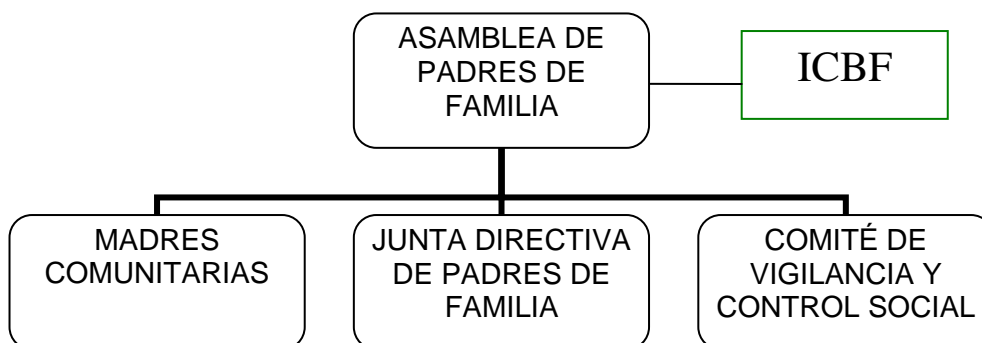 ASAMBLEA DE
PADRES DE
FAMILIA
ICBF
MADRES
COMUNITARIAS
JUNTA DIRECTIVA
DE PADRES DE
FAMILIA
COMITÉ DE
VIGILANCIA Y
CONTROL SOCIAL